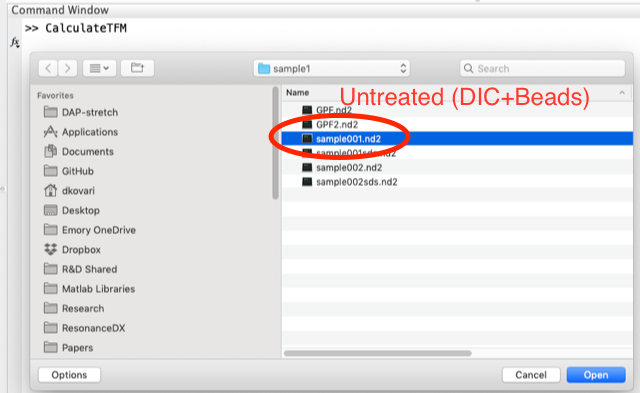 Command Window
>> CalculateTFM
fx
sample1
Search
Favorites
DAP-stretch
Applications
Documents
GitHub
dkovari
Desktop
Emory OneDrive
Dropbox
R&D Shared
Matlab Libraries
Research
ResonanceDX
Papers
Name
Untreated (DIC+Beads)
GPF.nd2
GPF2.nd2
sample001.nd2
sample001sds.nd2
sample002.nd2
sample002sds.nd2
Options
Cancel
Open